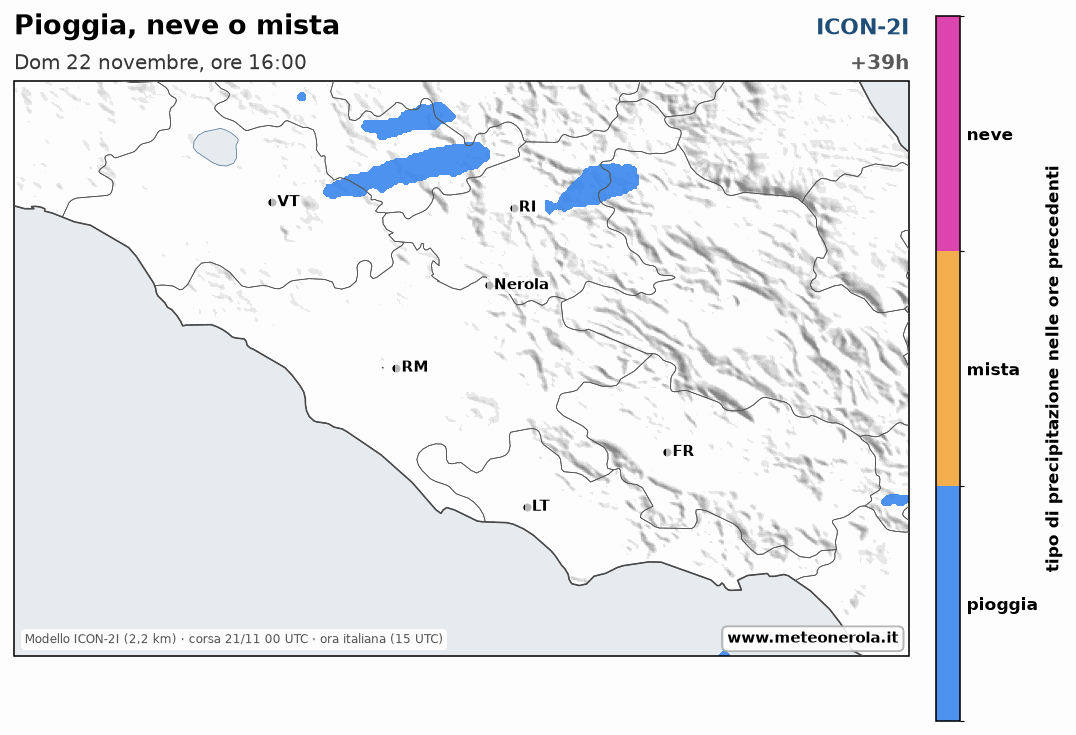 Pioggia, neve o mista
ICON-2I
Dom 22 novembre, ore 16:00
+39h
neve
VT
RI
Nerola
mista
RM
FR
LT
pioggia
tipo di precipitazione nelle ore precedenti
Modello ICON-2I (2,2 km) · corsa 21/11 00 UTC · ora italiana (15 UTC)
www.meteonerola.it